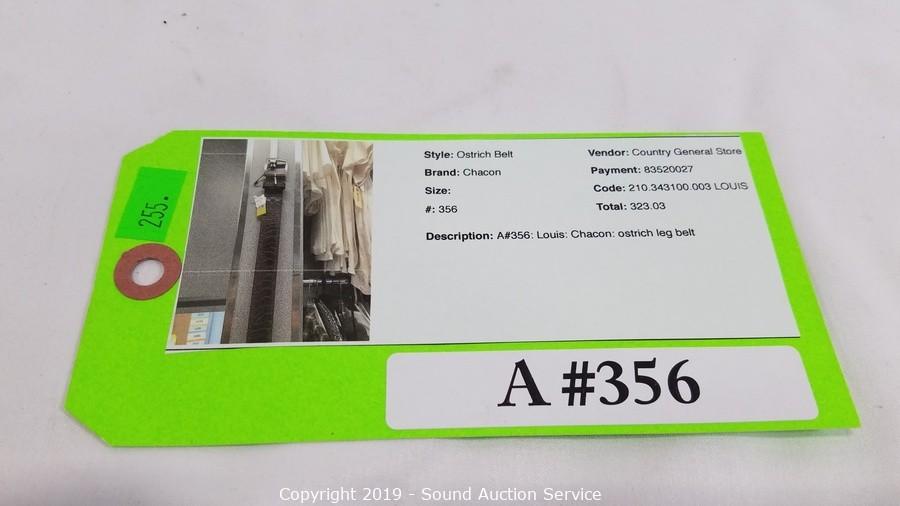 255.
Style: Ostrich Belt
Brand: Chacon
Size:
#: 356
Vendor: Country General Store
Payment: 83520027
Code: 210.343100.003 LOUIS
Total: 323.03
Description: A#356: Louis: Chacon: ostrich leg belt
A #356
Copyright 2019 - Sound Auction Service